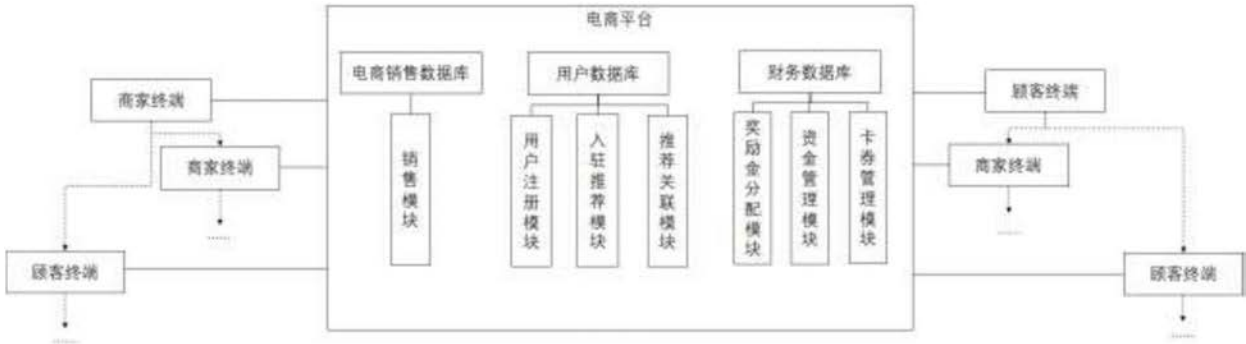 电商平台
电商销售数据库
用户数据库
财务数据库
商家终端
顾客终端
销售模块
用户注册模块
入驻推荐模块
推荐关联模块
奖励金分配模块
资金管理模块
卡券管理模块
商家终端
商家终端
......
......
顾客终端
顾客终端
......
......